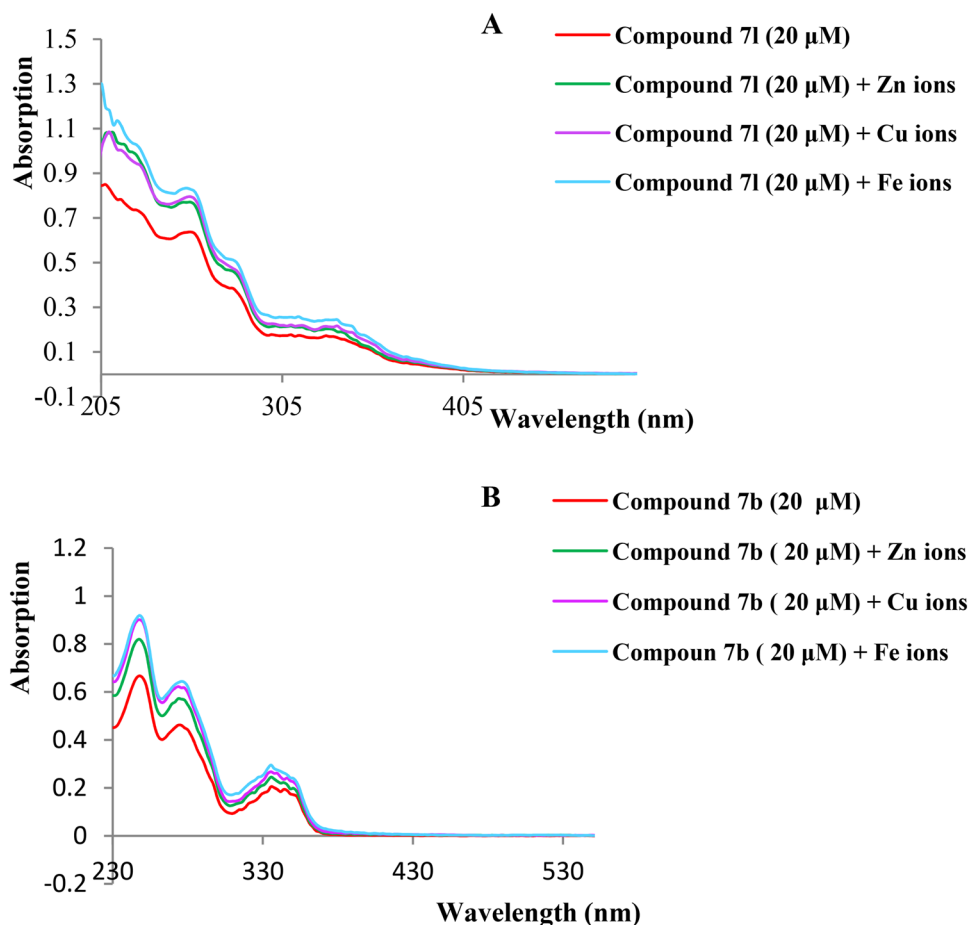 A
Compound 7l (20 μM)
Compound 7l (20 μM) + Zn ions
Compound 7l (20 μM) + Cu ions
Compound 7l (20 μM) + Fe ions
Absorption
1.5
1.3
1.1
0.9
0.7
0.5
0.3
0.1
-0.1
205
305
405
Wavelength (nm)
B
Compound 7b (20 μM)
Compound 7b ( 20 μM) + Zn ions
Compound 7b ( 20 μM) + Cu ions
Compoun 7b ( 20 μM) + Fe ions
Absorption
1.2
1
0.8
0.6
0.4
0.2
0
-0.2
230
330
430
530
Wavelength (nm)